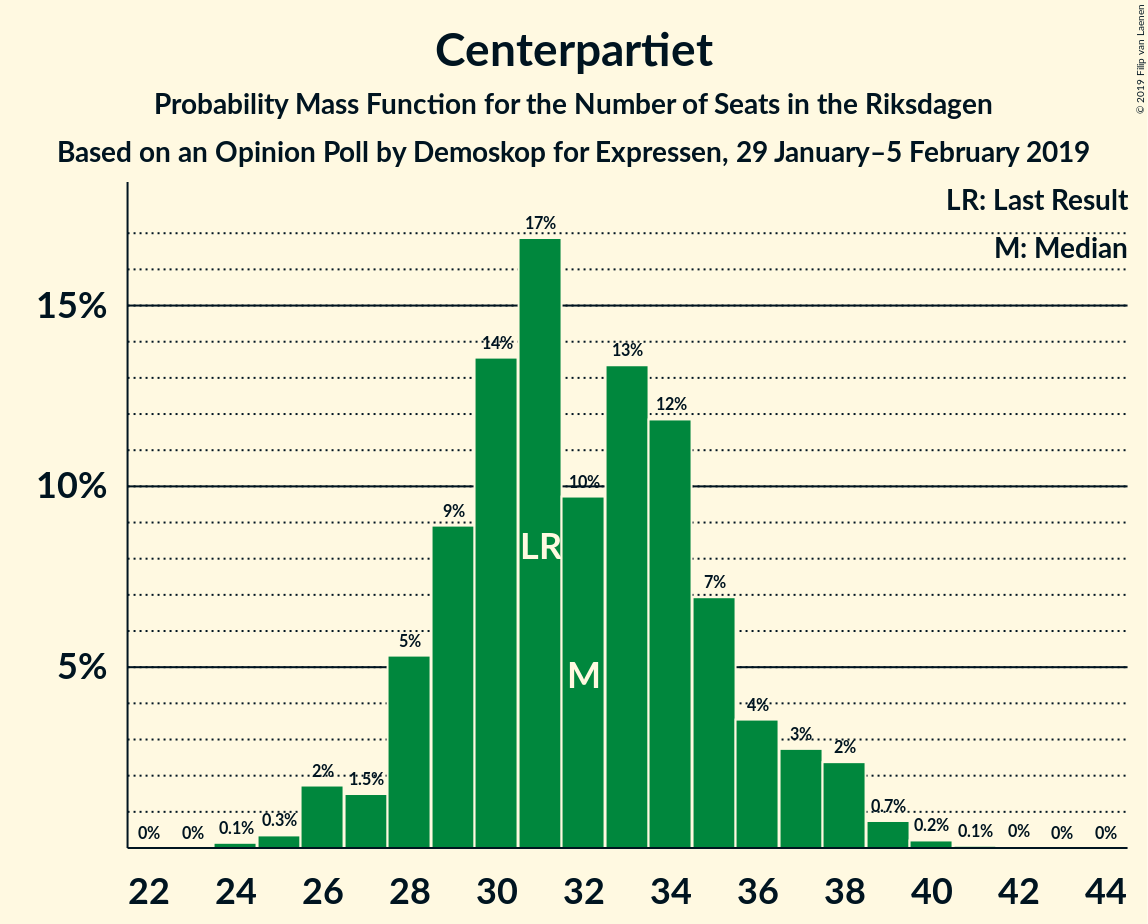 Centerpartiet
Probability Mass Function for the Number of Seats in the Riksdagen
Based on an Opinion Poll by Demoskop for Expressen, 29 January–5 February 2019
© 2019 Filip van Laenen
LR: Last Result
M: Median
15%
10%
5%
0%
0%
0.1%
0.3%
2%
1.5%
5%
9%
14%
17%
10%
13%
12%
7%
4%
3%
2%
0.7%
0.2%
0.1%
0%
0%
0%
LR
M
22 24 26 28 30 32 34 36 38 40 42 44